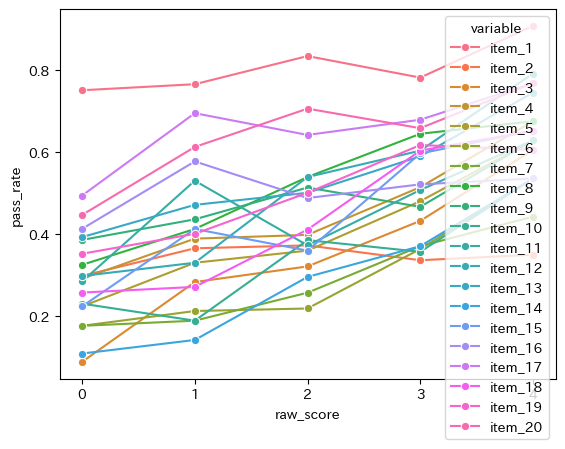 pass_rate
0.8
0.6
0.4
0.2
0
1
2
3
4
raw_score
variable
item_1
item_2
item_3
item_4
item_5
item_6
item_7
item_8
item_9
item_10
item_11
item_12
item_13
item_14
item_15
item_16
item_17
item_18
item_19
item_20